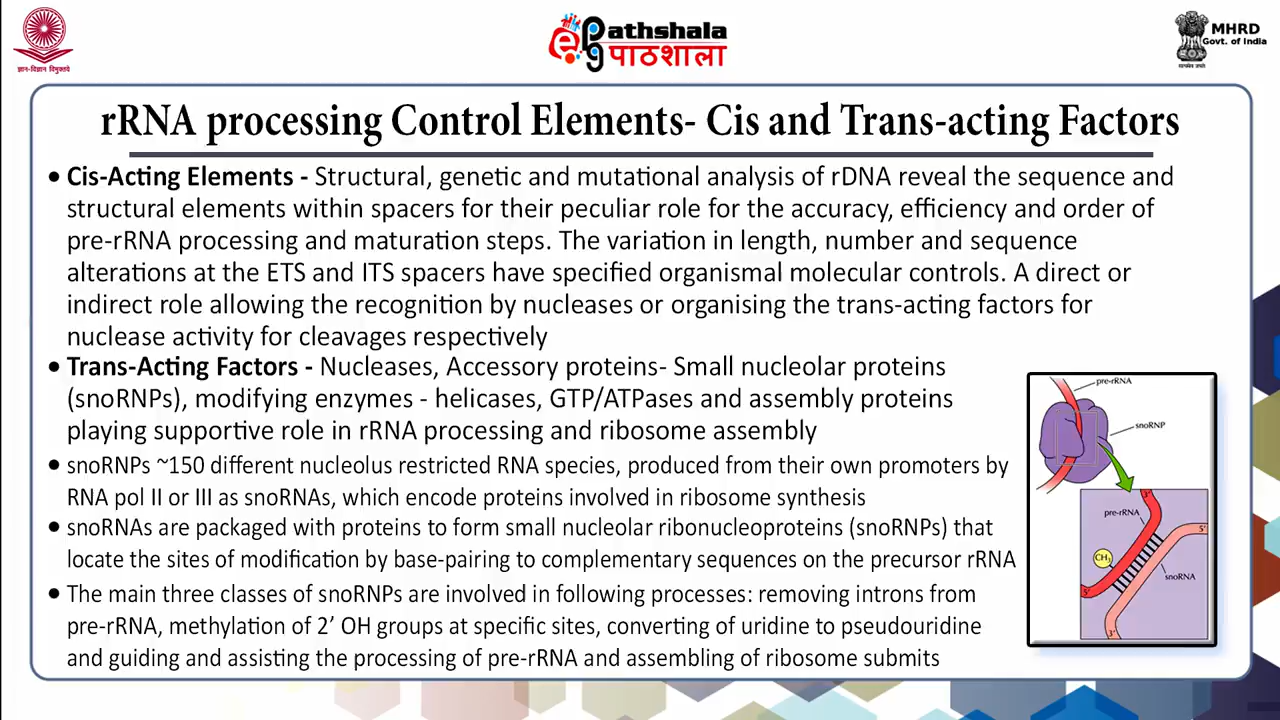 ज्ञान-विज्ञान विमुक्तये
Pathshala
पाठशाला
MHRD
Govt. of India
rRNA processing Control Elements- Cis and Trans-acting Factors
• Cis-Acting Elements - Structural, genetic and mutational analysis of rDNA reveal the sequence and
structural elements within spacers for their peculiar role for the accuracy, efficiency and order of
pre-rRNA processing and maturation steps. The variation in length, number and sequence
alterations at the ETS and ITS spacers have specified organismal molecular controls. A direct or
indirect role allowing the recognition by nucleases or organising the trans-acting factors for
nuclease activity for cleavages respectively
• Trans-Acting Factors - Nucleases, Accessory proteins- Small nucleolar proteins
(snoRNPs), modifying enzymes - helicases, GTP/ATPases and assembly proteins
playing supportive role in rRNA processing and ribosome assembly
• snoRNPs ~150 different nucleolus restricted RNA species, produced from their own promoters by
RNA pol II or III as snoRNAs, which encode proteins involved in ribosome synthesis
• snoRNAs are packaged with proteins to form small nucleolar ribonucleoproteins (snoRNPs) that
locate the sites of modification by base-pairing to complementary sequences on the precursor rRNA
• The main three classes of snoRNPs are involved in following processes: removing introns from
pre-rRNA, methylation of 2’ OH groups at specific sites, converting of uridine to pseudouridine
and guiding and assisting the processing of pre-rRNA and assembling of ribosome submits
pre-rRNA
snoRNP
3'
pre-rRNA
5'
CH3
snoRNA
5'
3'